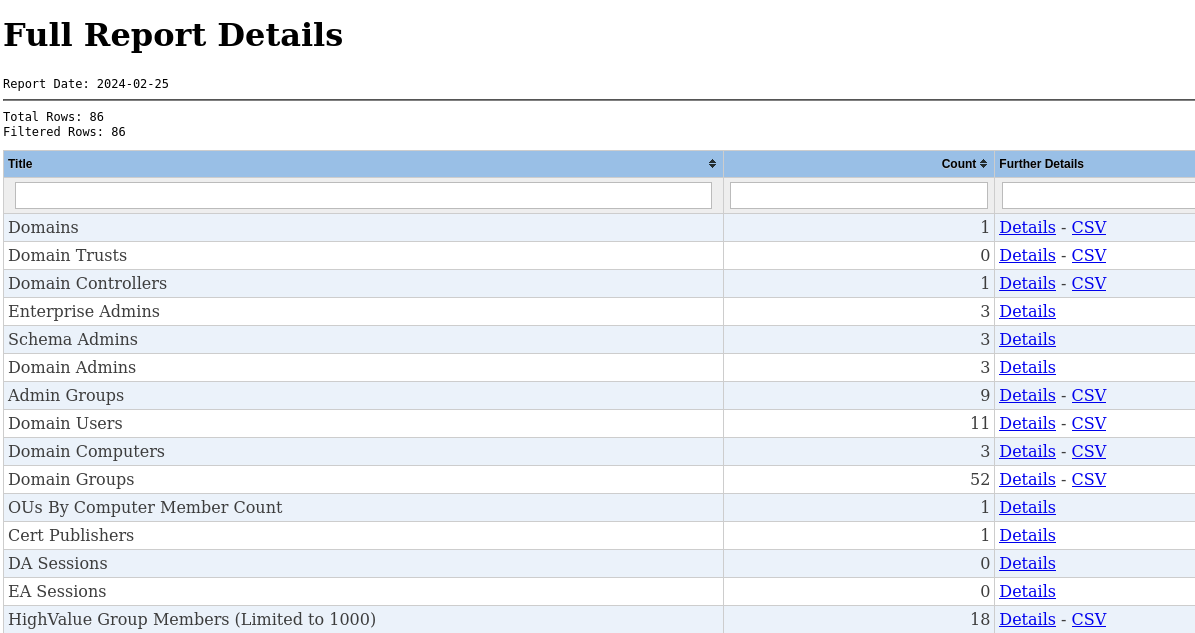 Full Report Details
Report Date: 2024-02-25
Total Rows: 86
Filtered Rows: 86
Title Count Further Details
Domains 1 Details - CSV
Domain Trusts 0 Details - CSV
Domain Controllers 1 Details - CSV
Enterprise Admins 3 Details
Schema Admins 3 Details
Domain Admins 3 Details
Admin Groups 9 Details - CSV
Domain Users 11 Details - CSV
Domain Computers 3 Details - CSV
Domain Groups 52 Details - CSV
OUs By Computer Member Count 1 Details
Cert Publishers 1 Details
DA Sessions 0 Details
EA Sessions 0 Details
HighValue Group Members (Limited to 1000) 18 Details - CSV